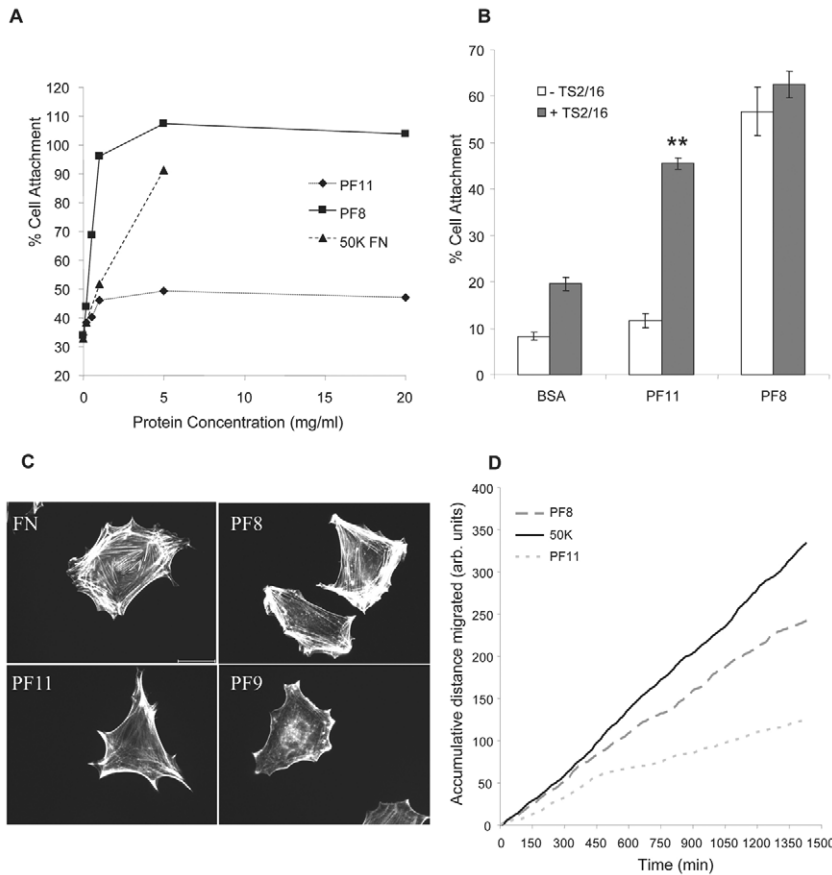 A
120
110
100
90
80
70
60
50
40
30
20
% Cell Attachment
0
5
10
15
20
Protein Concentration (mg/ml)
PF11
PF8
50K FN
B
70
60
50
40
30
20
10
0
% Cell Attachment
- TS2/16
+ TS2/16
**
BSA
PF11
PF8
C
FN
PF8
PF11
PF9
D
400
350
300
250
200
150
100
50
0
Accumulative distance migrated (arb. units)
PF8
50K
PF11
0 150 300 450 600 750 900 1050 1200 1350 1500
Time (min)